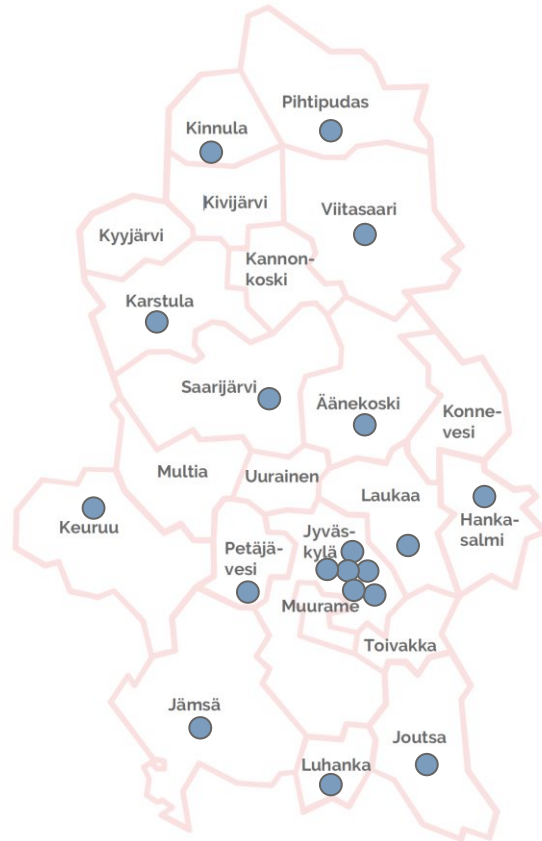 Pihtipudas
Kinnula
Kivijärvi
Viitasaari
Kyyjärvi
Kannon-
koski
Karstula
Saarijärvi
Äänekoski
Konne-
vesi
Multia
Uurainen
Laukaa
Keuruu
Hanka-
salmi
Jyväs-
kylä
Petäjä-
vesi
Muurame
Toivakka
Jämsä
Joutsa
Luhanka